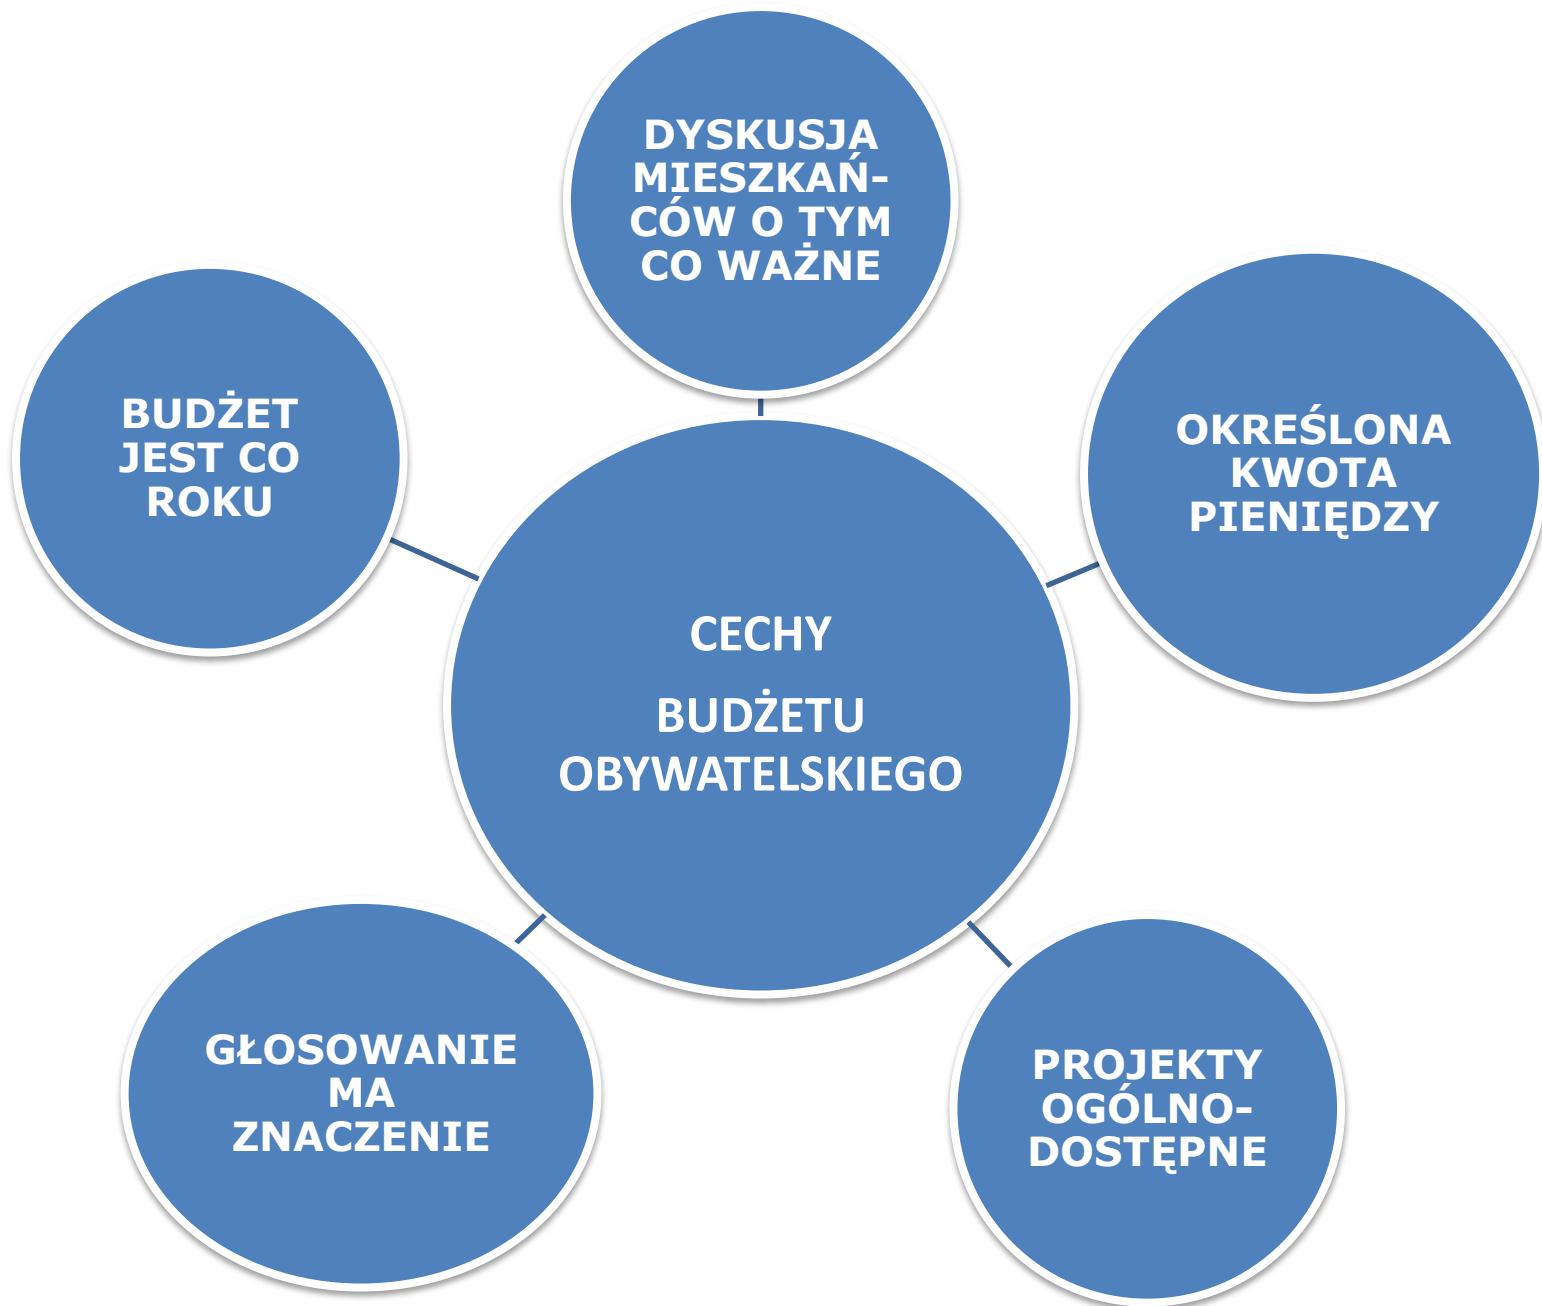 DYSKUSJA
MIESZKAŃ-
CÓW O TYM
CO WAŻNE
BUDŻET
JEST CO
ROKU
OKREŚLONA
KWOTA
PIENIĘDZY
CECHY
BUDŻETU
OBYWATELSKIEGO
GŁOSOWANIE
MA
ZNACZENIE
PROJEKTY
OGÓLNO-
DOSTĘPNE